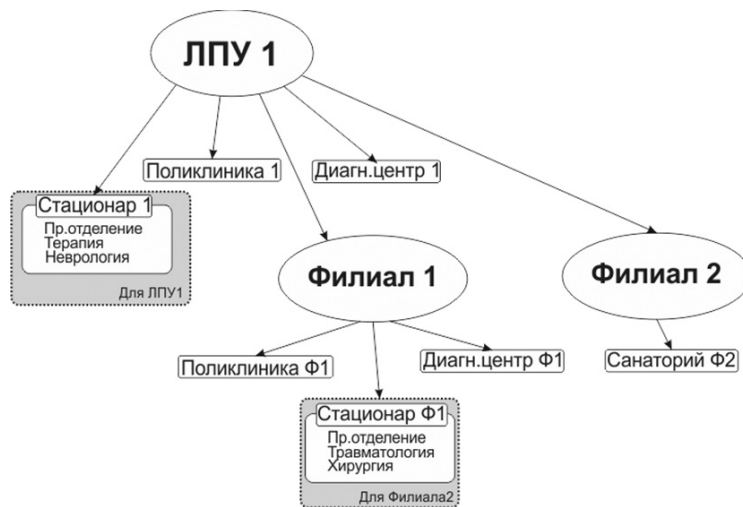 ЛПУ 1
Поликлиника 1
Диагн.центр 1
Стационар 1
Пр.отделение
Терапия
Неврология
Для ЛПУ1
Филиал 1
Филиал 2
Поликлиника Ф1
Диагн.центр Ф1
Санаторий Ф2
Стационар Ф1
Пр.отделение
Травматология
Хирургия
Для Филиала2